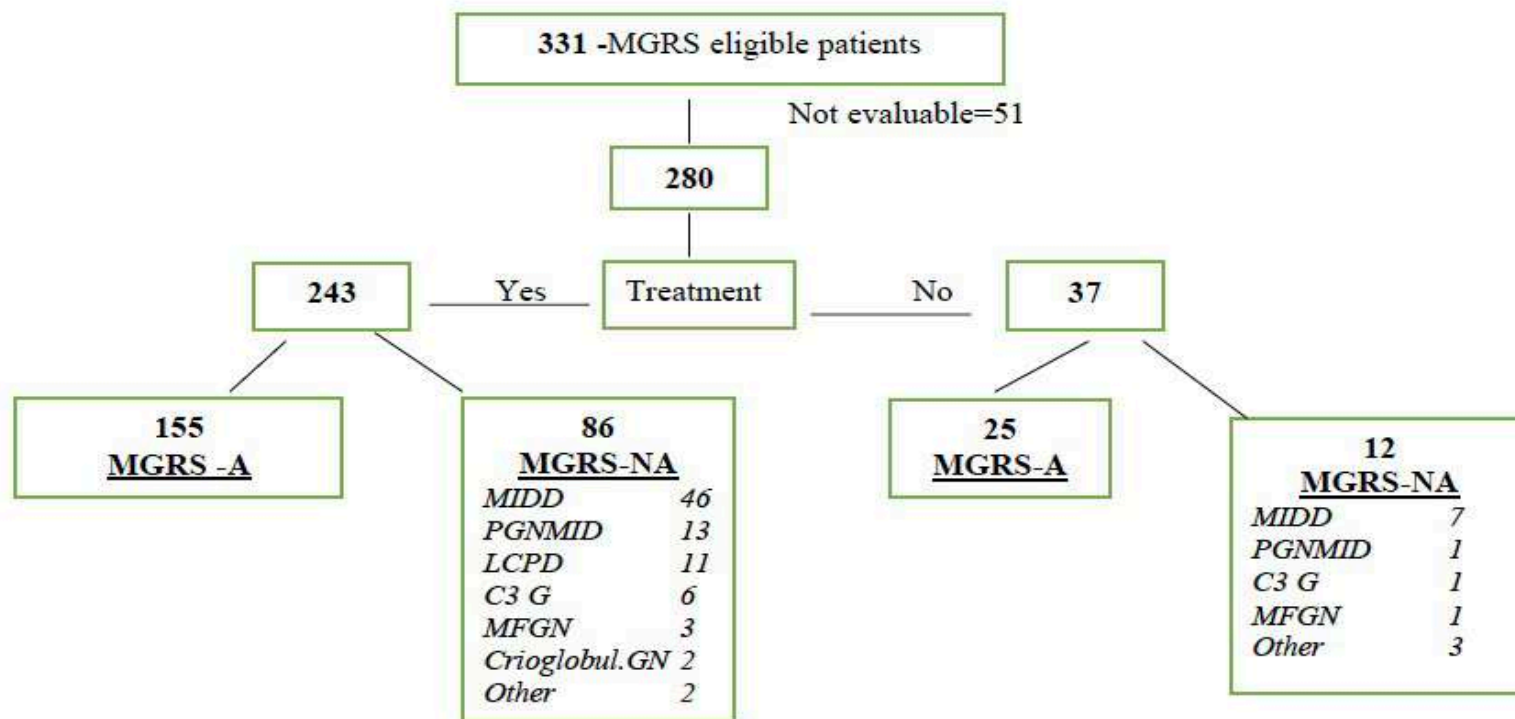 331 -MGRS eligible patients
Not evaluable=51
280
243
Yes
Treatment
No
37
155
MGRS -A
86
MGRS-NA
MIDD 46
PGNMID 13
LCPD 11
C3 G 6
MFGN 3
Crioglobul.GN 2
Other 2
25
MGRS-A
12
MGRS-NA
MIDD 7
PGNMID 1
C3 G 1
MFGN 1
Other 3